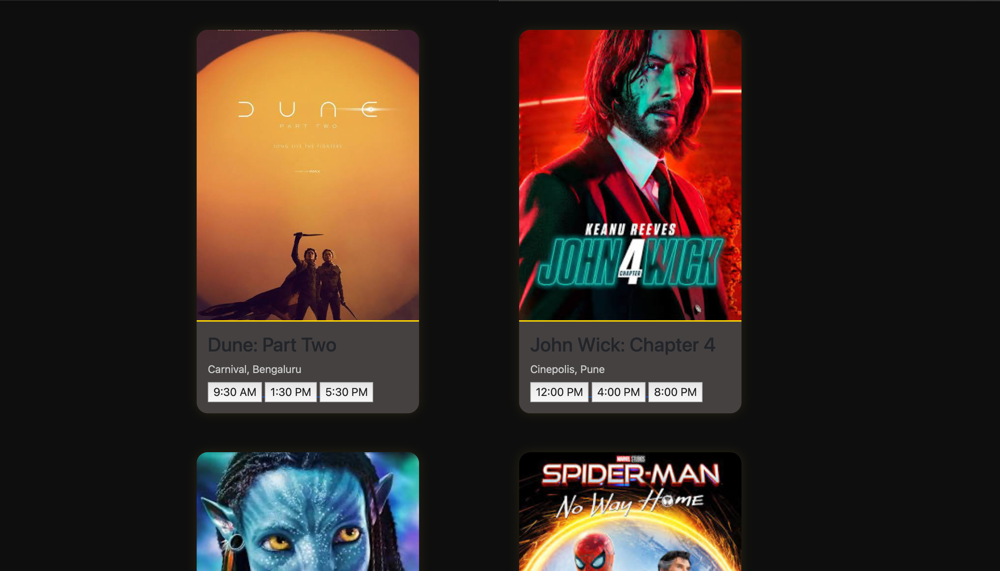 DUNE
PART TWO
LONG LIVE THE FIGHTERS
IMAX
Dune: Part Two
Carnival, Bengaluru
9:30 AM 1:30 PM 5:30 PM
KEANU REEVES
JOHN 4 WICK
CHAPTER
John Wick: Chapter 4
Cinepolis, Pune
12:00 PM 4:00 PM 8:00 PM
MARVEL STUDIOS
SPIDER-MAN
No Way Home